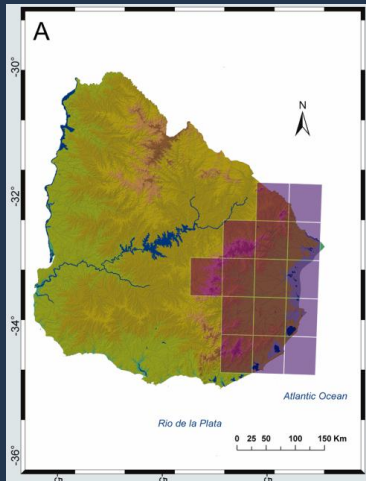 A
-30°
N
-32°
-34°
Atlantic Ocean
Rio de la Plata
0 25 50 100 150 Km
-36°